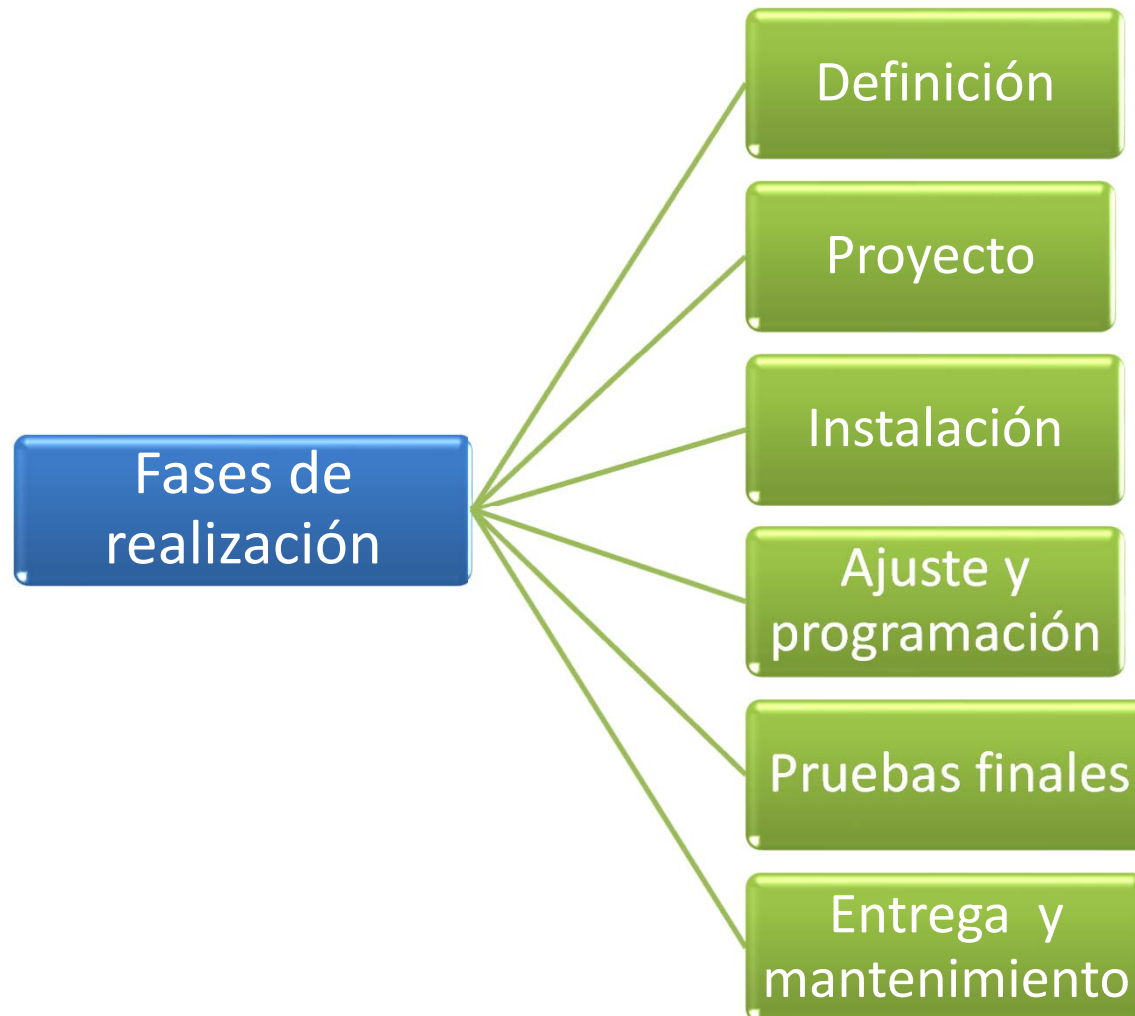 Fases de
realización
Definición
Proyecto
Instalación
Ajuste y
programación
Pruebas finales
Entrega y
mantenimiento